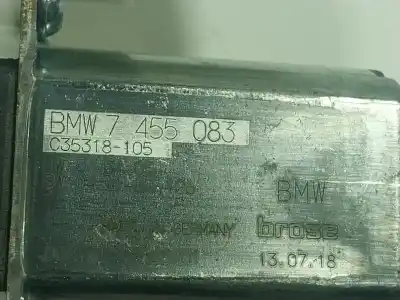 BMW 7 455 083
C35318-105
BMW
GERMANY
brose
13.07.18